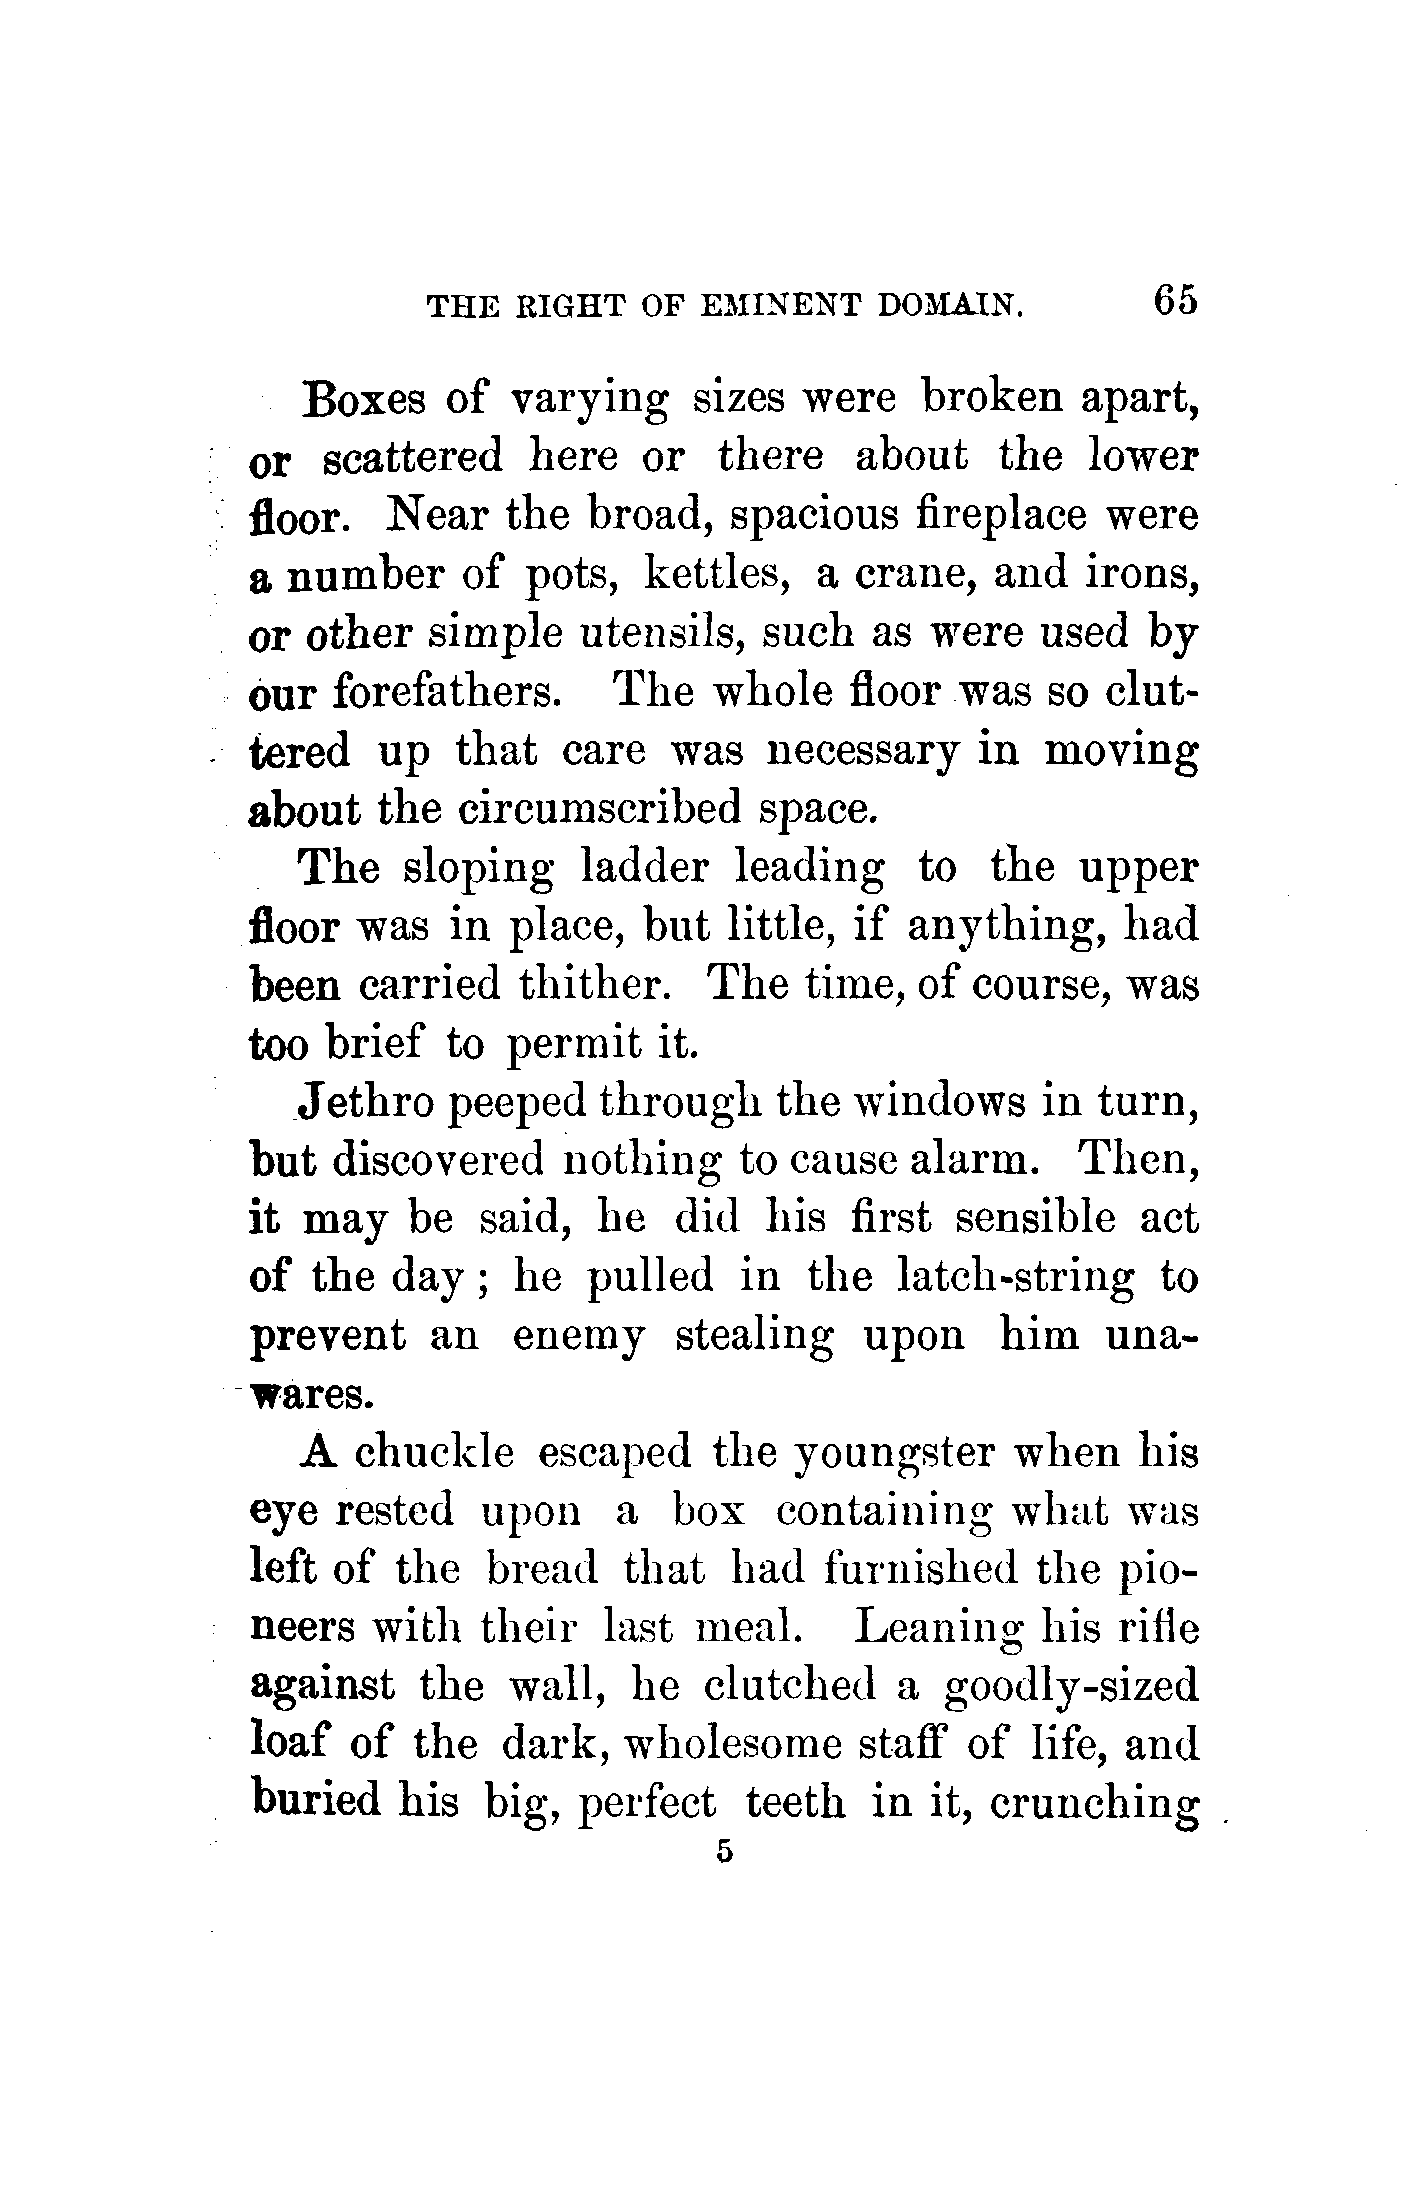 THE RIGHT OF EMINENT DOMAIN. 65
Boxes of varying sizes were broken apart,
or scattered here or there about the lower
floor. Near the broad, spacious fireplace were
a number of pots, kettles, a crane, and irons,
or other simple utensils, such as were used by
our forefathers. The whole floor was so clut-
tered up that care was necessary in moving
about the circumscribed space.
The sloping ladder leading to the upper
floor was in place, but little, if anything, had
been carried thither. The time, of course, was
too brief to permit it.
Jethro peeped through the windows in turn,
but discovered nothing to cause alarm. Then,
it may be said, he did his first sensible act
of the day; he pulled in the latch-string to
prevent an enemy stealing upon him una-
wares.
A chuckle escaped the youngster when his
eye rested upon a box containing what was
left of the bread that had furnished the pio-
neers with their last meal. Leaning his rifle
against the wall, he clutched a goodly-sized
loaf of the dark, wholesome staff of life, and
buried his big, perfect teeth in it, crunching
5